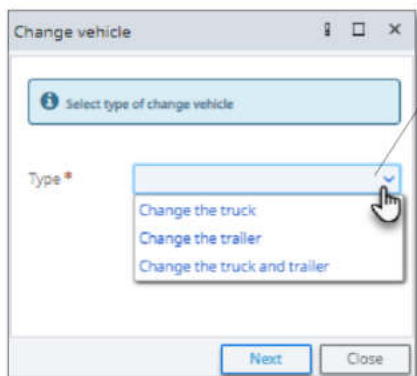 Change vehicle
Select type of change vehicle
Type *
Change the truck
Change the trailer
Change the truck and trailer
Next
Close